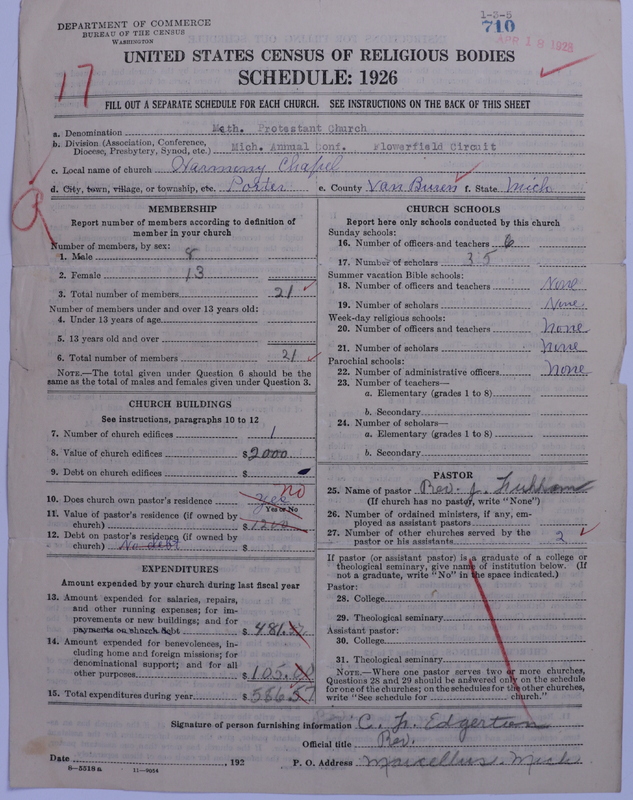 DEPARTMENT OF COMMERCE
BUREAU OF THE CENSUS
WASHINGTON
1-3-5
710
APR 18 1928
UNITED STATES CENSUS OF RELIGIOUS BODIES
SCHEDULE: 1926
17
FILL OUT A SEPARATE SCHEDULE FOR EACH CHURCH. SEE INSTRUCTIONS ON THE BACK OF THIS SHEET
a. Denomination Meth. Protestant Church
b. Division (Association, Conference, Diocese, Presbytery, Synod, etc.) Mich. Annual Conf. Flowerfield Circuit
c. Local name of church Harmony Chapel
d. City, town, village, or township, etc. Porter e. County Van Buren f. State Mich
MEMBERSHIP
Report number of members according to definition of
member in your church
Number of members, by sex:
1. Male 8
2. Female 13
3. Total number of members 21
Number of members under and over 13 years old:
4. Under 13 years of age
5. 13 years old and over
6. Total number of members 21
NOTE.—The total given under Question 6 should be the
same as the total of males and females given under Question 3.
CHURCH BUILDINGS
See instructions, paragraphs 10 to 12
7. Number of church edifices 1
8. Value of church edifices $2000
9. Debt on church edifices $
10. Does church own pastor's residence Yes no
Yes or No
11. Value of pastor's residence (if owned by
church) $1200
12. Debt on pastor's residence (if owned by
church) No debt $
EXPENDITURES
Amount expended by your church during last fiscal year
13. Amount expended for salaries, repairs,
and other running expenses; for im-
provements or new buildings; and for
payments on church debt $481.57
14. Amount expended for benevolences, in-
cluding home and foreign missions; for
denominational support; and for all
other purposes $105.00
15. Total expenditures during year $586.57
CHURCH SCHOOLS
Report here only schools conducted by this church
Sunday schools:
16. Number of officers and teachers 6
17. Number of scholars 35
Summer vacation Bible schools:
18. Number of officers and teachers None
19. Number of scholars None
Week-day religious schools:
20. Number of officers and teachers None
21. Number of scholars None
Parochial schools:
22. Number of administrative officers None
23. Number of teachers—
a. Elementary (grades 1 to 8)
b. Secondary
24. Number of scholars—
a. Elementary (grades 1 to 8)
b. Secondary
PASTOR
25. Name of pastor Rev. J.
(If church has no pastor, write "None")
26. Number of ordained ministers, if any, em-
ployed as assistant pastors
27. Number of other churches served by the
pastor or his assistants 2
If pastor (or assistant pastor) is a graduate of a college or
theological seminary, give name of institution below. (If
not a graduate, write "No" in the space indicated.)
Pastor:
28. College
29. Theological seminary
Assistant pastor:
30. College
31. Theological seminary
NOTE.—Where one pastor serves two or more churches,
Questions 28 and 29 should be answered only on the schedule
for one of the churches; on the schedules for the other churches,
write "See schedule for church."
Signature of person furnishing information C. Edgerton
Official title Rev.
Date , 192 P. O. Address Marcellus. Mich
8—5518 a 11—9054